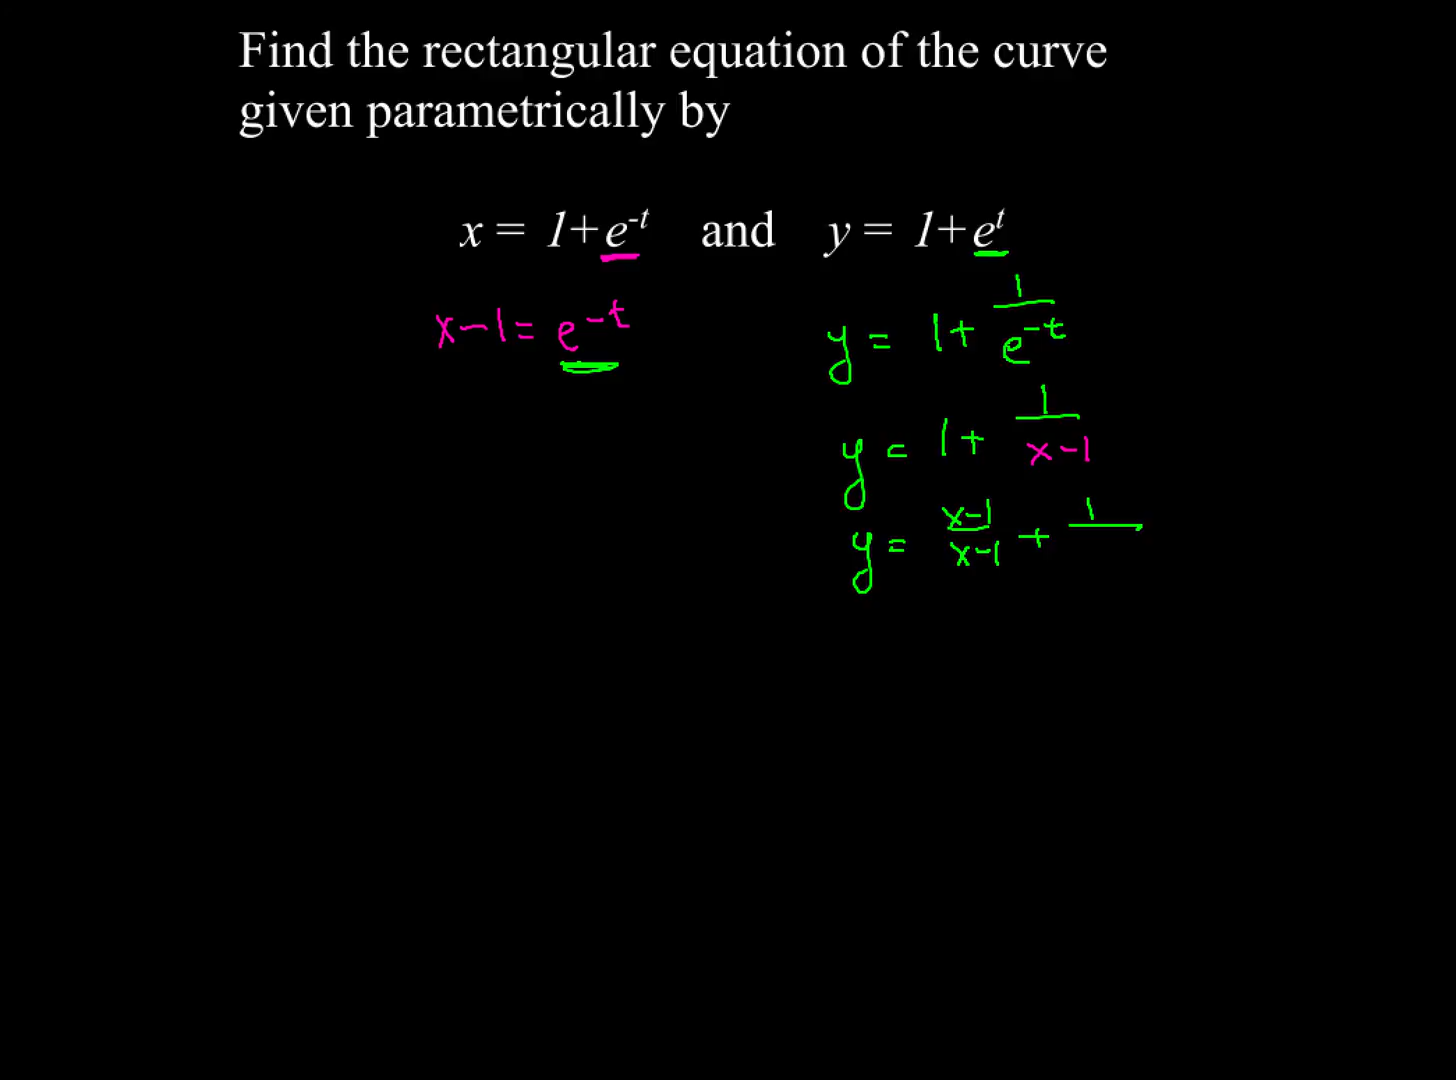 Find the rectangular equation of the curve
given parametrically by
x = 1+e^-t and y = 1+e^t
x-1 = e^-t
y = 1 + 1/e^-t
y = 1 + 1/x-1
y = x-1/x-1 + 1/